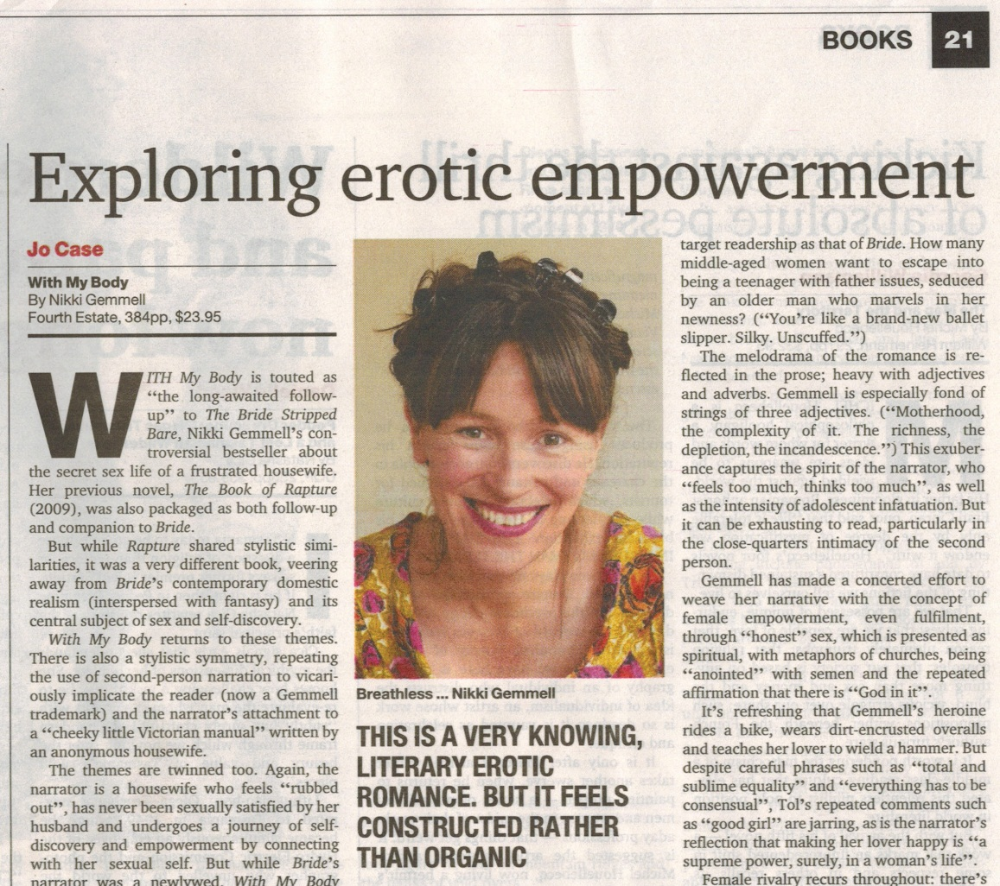 BOOKS 21
Exploring erotic empowerment
Jo Case
With My Body
By Nikki Gemmell
Fourth Estate, 384pp, $23.95
WITH My Body is touted as
“the long-awaited follow-
up” to The Bride Stripped
Bare, Nikki Gemmell's con-
troversial bestseller about
the secret sex life of a frustrated housewife.
Her previous novel, The Book of Rapture
(2009), was also packaged as both follow-up
and companion to Bride.
But while Rapture shared stylistic simi-
larities, it was a very different book, veering
away from Bride's contemporary domestic
realism (interspersed with fantasy) and its
central subject of sex and self-discovery.
With My Body returns to these themes.
There is also a stylistic symmetry, repeating
the use of second-person narration to vicari-
ously implicate the reader (now a Gemmell
trademark) and the narrator's attachment to
a “cheeky little Victorian manual” written by
an anonymous housewife.
The themes are twinned too. Again, the
narrator is a housewife who feels “rubbed
out”, has never been sexually satisfied by her
husband and undergoes a journey of self-
discovery and empowerment by connecting
with her sexual self. But while Bride's
narrator was a newlywed, With My Body
Breathless ... Nikki Gemmell
THIS IS A VERY KNOWING,
LITERARY EROTIC
ROMANCE. BUT IT FEELS
CONSTRUCTED RATHER
THAN ORGANIC
target readership as that of Bride. How many
middle-aged women want to escape into
being a teenager with father issues, seduced
by an older man who marvels in her
newness? (“You're like a brand-new ballet
slipper. Silky. Unscuffed.”)
The melodrama of the romance is re-
flected in the prose; heavy with adjectives
and adverbs. Gemmell is especially fond of
strings of three adjectives. (“Motherhood,
the complexity of it. The richness, the
depletion, the incandescence.”) This exuber-
ance captures the spirit of the narrator, who
“feels too much, thinks too much”, as well
as the intensity of adolescent infatuation. But
it can be exhausting to read, particularly in
the close-quarters intimacy of the second
person.
Gemmell has made a concerted effort to
weave her narrative with the concept of
female empowerment, even fulfilment,
through “honest” sex, which is presented as
spiritual, with metaphors of churches, being
“anointed” with semen and the repeated
affirmation that there is “God in it”.
It's refreshing that Gemmell's heroine
rides a bike, wears dirt-encrusted overalls
and teaches her lover to wield a hammer. But
despite careful phrases such as “total and
sublime equality” and “everything has to be
consensual”, Tol's repeated comments such
as “good girl” are jarring, as is the narrator's
reflection that making her lover happy is “a
supreme power, surely, in a woman's life”.
Female rivalry recurs throughout: there's